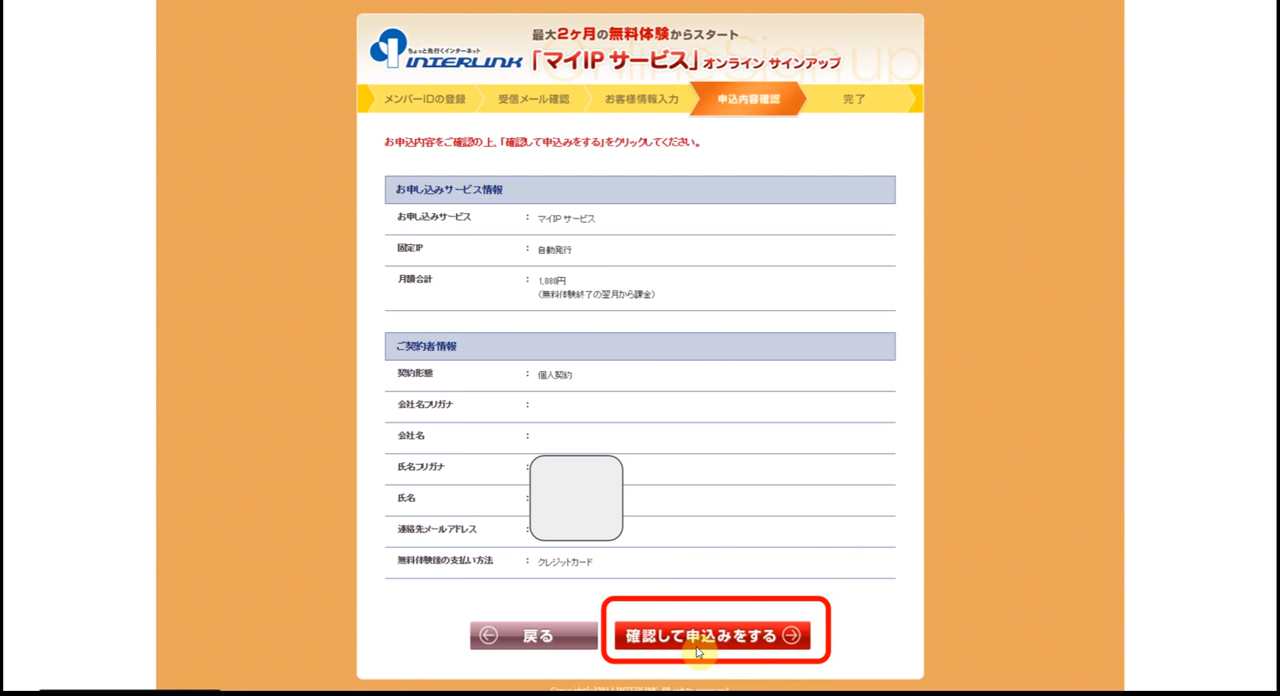 最大2ヶ月の無料体験からスタート
ちょっと先行くインターネット
INTERLINK
「マイIP サービス」オンライン サインアップ
Online Sign up
メンバーIDの登録 受信メール確認 お客様情報入力 申込内容確認 完了
お申込内容をご確認の上、「確認して申込みをする」をクリックしてください。
お申し込みサービス情報
お申し込みサービス : マイIP サービス
固定IP : 自動発行
月額合計 : 1,080円
(無料体験終了の翌月から課金)
ご契約者情報
契約形態 : 個人契約
会社名フリガナ :
会社名 :
氏名フリガナ :
氏名 :
連絡先メールアドレス :
無料体験後の支払い方法 : クレジットカード
戻る 確認して申込みをする
INTERLINK All rights reserved